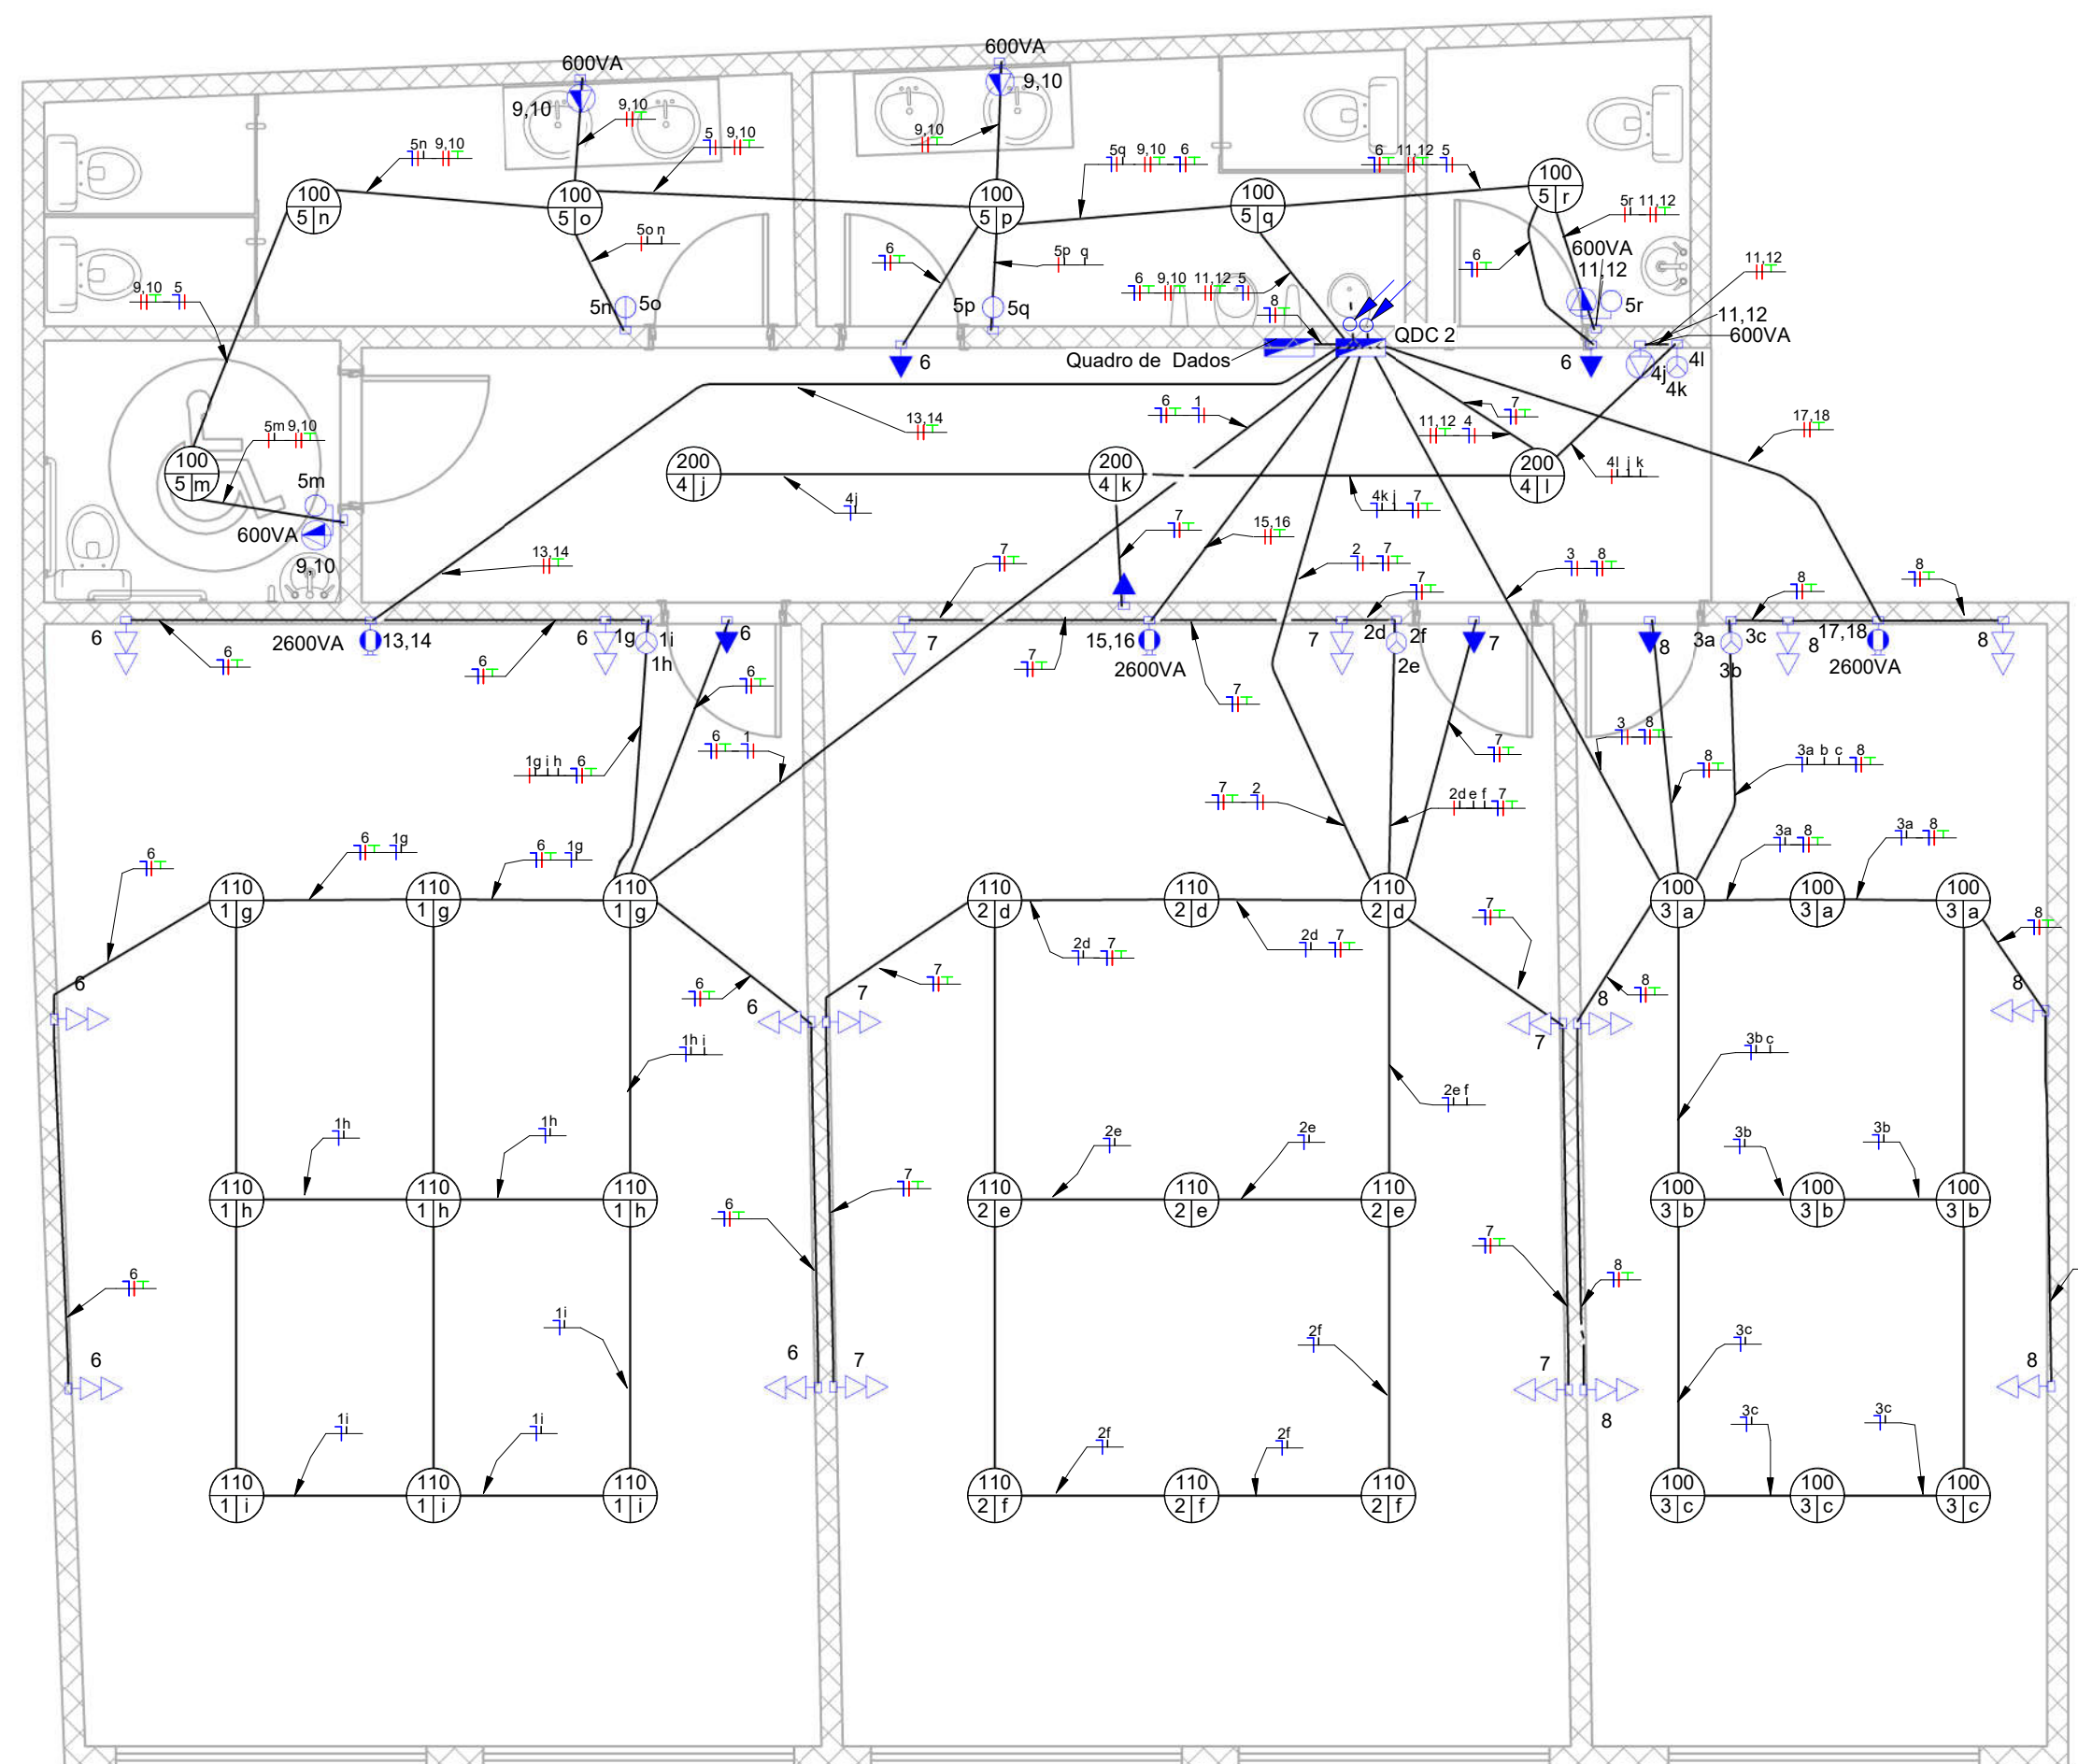 600VA
600VA
9,10
9,10
9,10
9,10
5 9,10
5n 9,10
9,10
5q 9,10 6
6 11,12 5
100
5 n
100
5 o
100
5 p
100
5 q
100
5 r
5r 11,12
5o n
6
5p q
600VA
11,12
6
11,12
9,10 5
5n 5o
5p 5q
6 9,10 11,12 5
8
5r
11,12
600VA
QDC 2
Quadro de Dados
6
6
4j
4l
4k
13,14
6 1
7
11,12 4
17,18
5m 9,10
100
5 m
5m
600VA
9,10
200
4 j
200
4 k
200
4 l
4l j k
4j
4k j 7
7
15,16
13,14
7
2 7
3 8
7
8
8
6
2600VA
13,14
6
1g
1i
1h
6
7
15,16
2600VA
7
2d
2f
2e
7
8
3a
3c
3b
8
17,18
2600VA
8
6
6
7
7
6
6 1
1g i h 6
7
3 8
8
3a b c 8
7 2
2d e f 7
6
6 1g
6 1g
3a 8
3a 8
110
1 g
110
1 g
110
1 g
110
2 d
110
2 d
110
2 d
100
3 a
100
3 a
100
3 a
7
8
2d 7
2d 7
7
6
8
6
6
7
7
8
8
1h i
3b c
2e f
1h
1h
2e
2e
3b
3b
110
1 h
110
1 h
110
1 h
110
2 e
110
2 e
110
2 e
100
3 b
100
3 b
100
3 b
7
6
7
8
6
1i
2f
3c
6
6
7
7
8
8
1i
1i
2f
2f
3c
3c
110
1 i
110
1 i
110
1 i
110
2 f
110
2 f
110
2 f
100
3 c
100
3 c
100
3 c